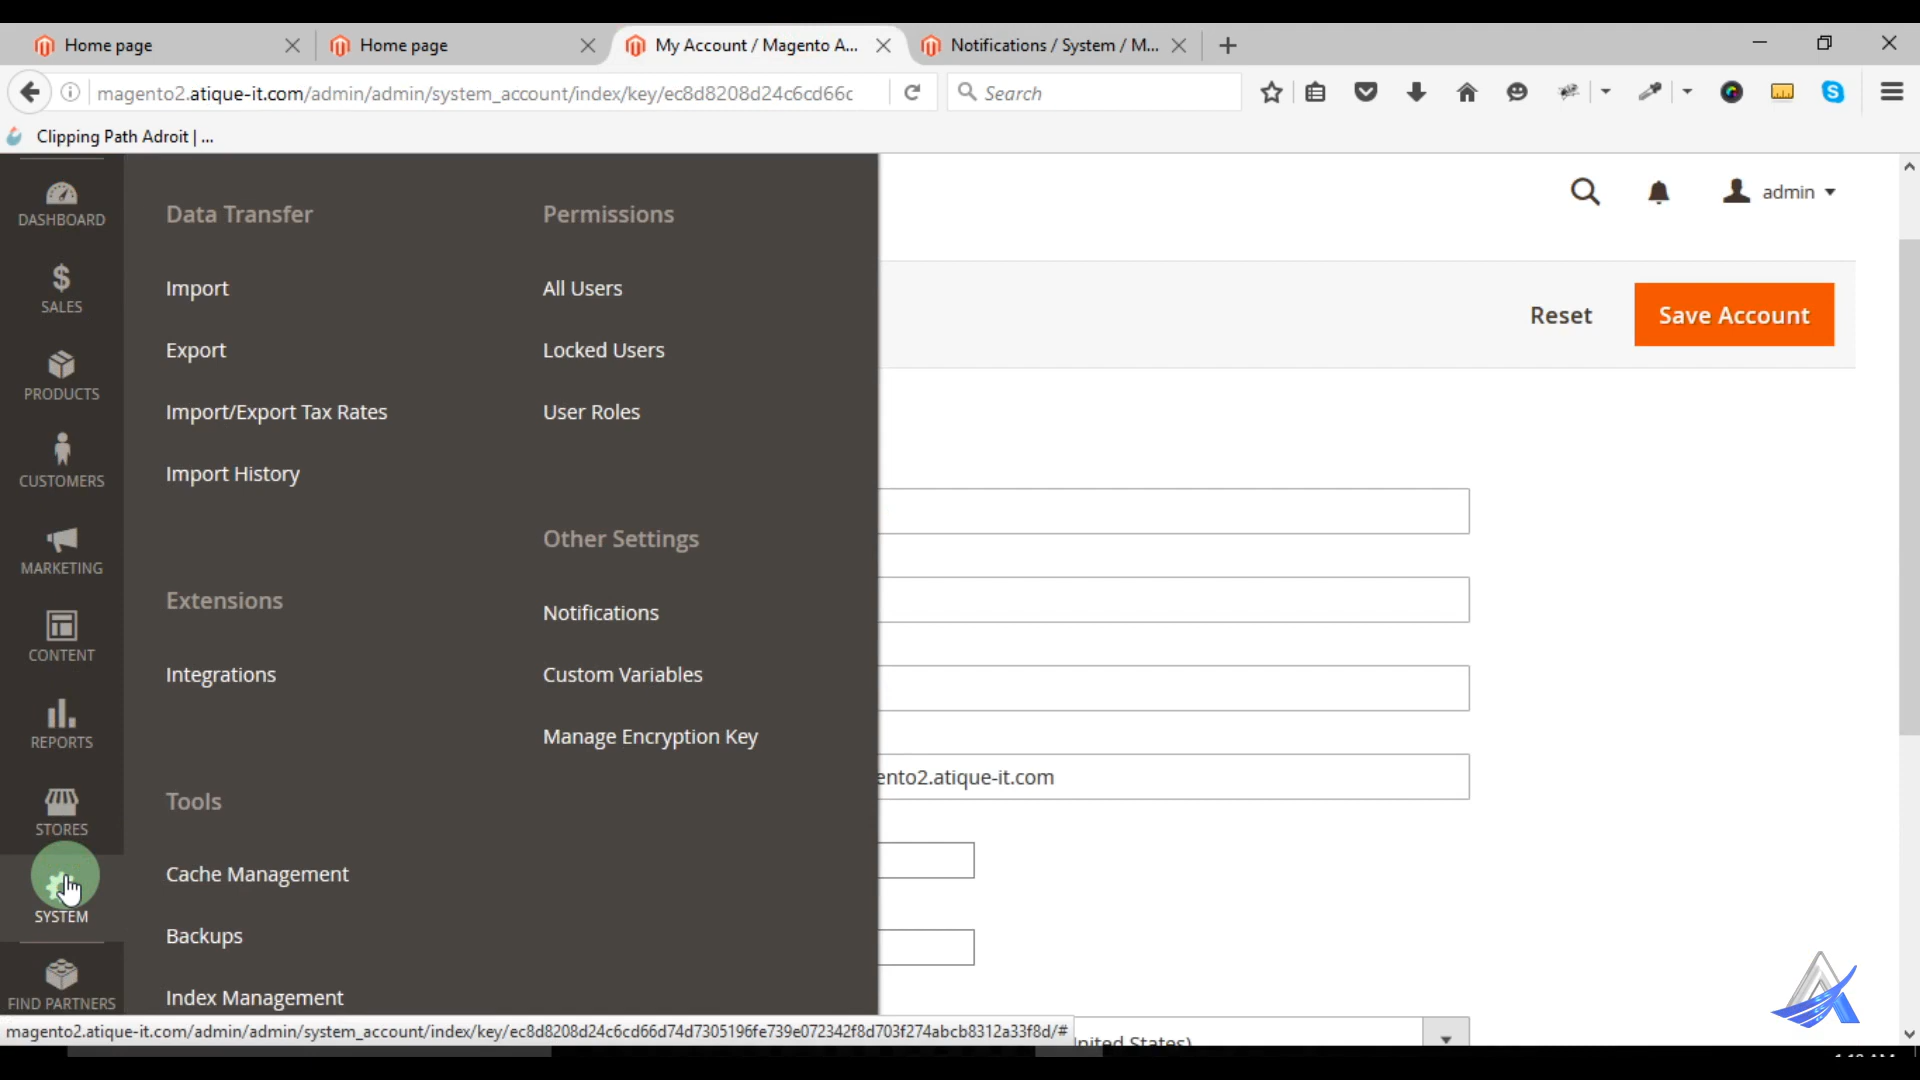 Home page
Home page
My Account / Magento A...
Notifications / System / M...
magento2.atique-it.com/admin/admin/system_account/index/key/ec8d8208d24c6cd66c
Search
Clipping Path Adroit | ...
DASHBOARD
SALES
PRODUCTS
CUSTOMERS
MARKETING
CONTENT
REPORTS
STORES
SYSTEM
FIND PARTNERS
Data Transfer
Import
Export
Import/Export Tax Rates
Import History
Extensions
Integrations
Tools
Cache Management
Backups
Index Management
Permissions
All Users
Locked Users
User Roles
Other Settings
Notifications
Custom Variables
Manage Encryption Key
admin
Reset
Save Account
ento2.atique-it.com
nited States)
magento2.atique-it.com/admin/admin/system_account/index/key/ec8d8208d24c6cd66d74d7305196fe739e072342f8d703f274abcb8312a33f8d/#